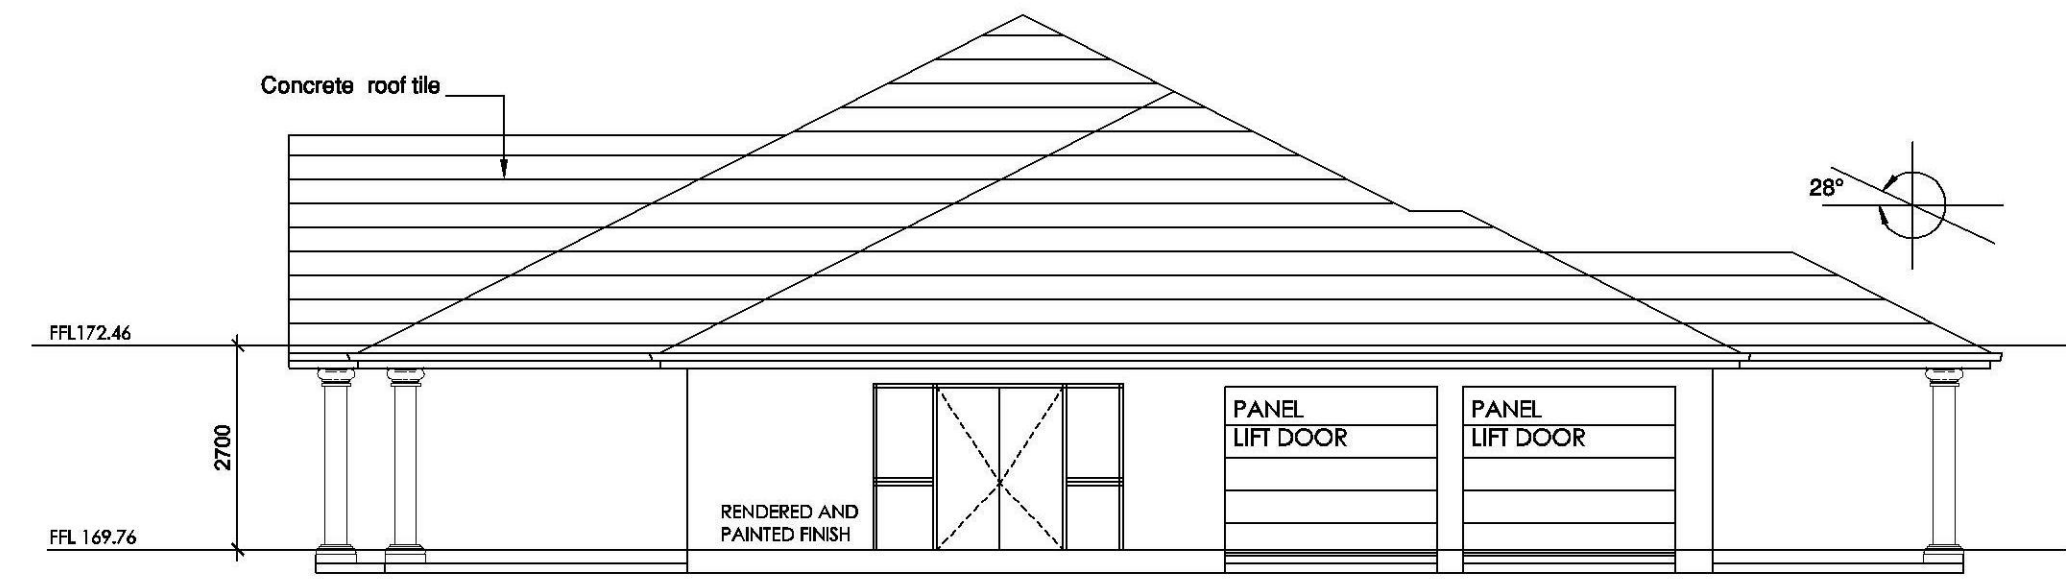 Concrete roof tile
28°
FFL172.46
2700
PANEL
LIFT DOOR
PANEL
LIFT DOOR
RENDERED AND
PAINTED FINISH
FFL 169.76